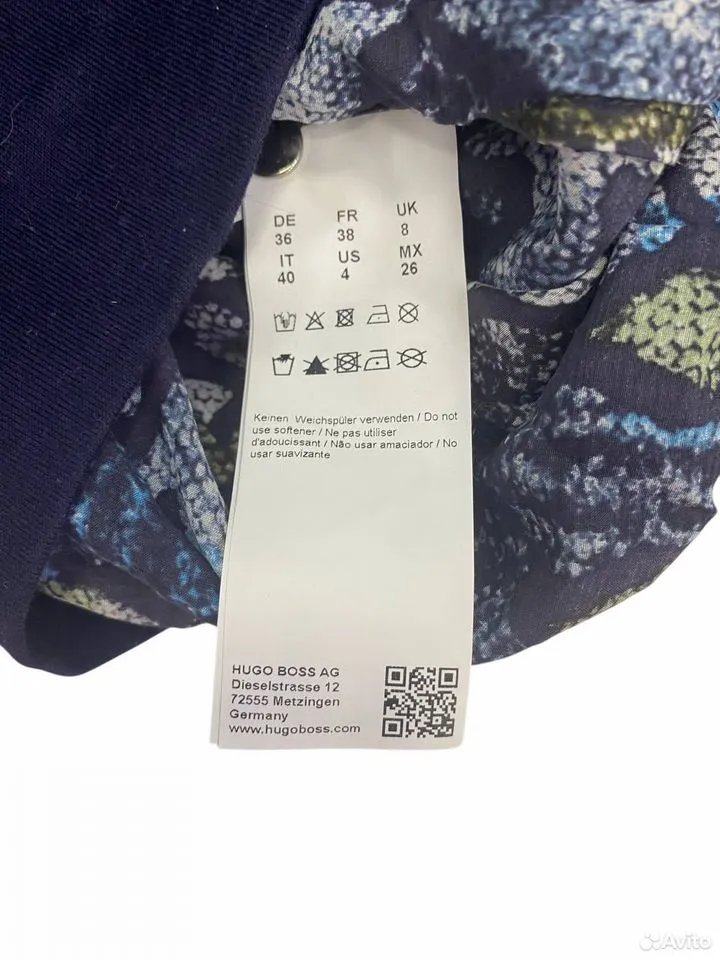 DE FR UK
36 38 8
IT US MX
40 4 26
Keinen Weichspüler verwenden / Do not
use softener / Ne pas utiliser
d'adoucissant / Não usar amaciador / No
usar suavizante
HUGO BOSS AG
Dieselstrasse 12
72555 Metzingen
Germany
www.hugoboss.com
Avito